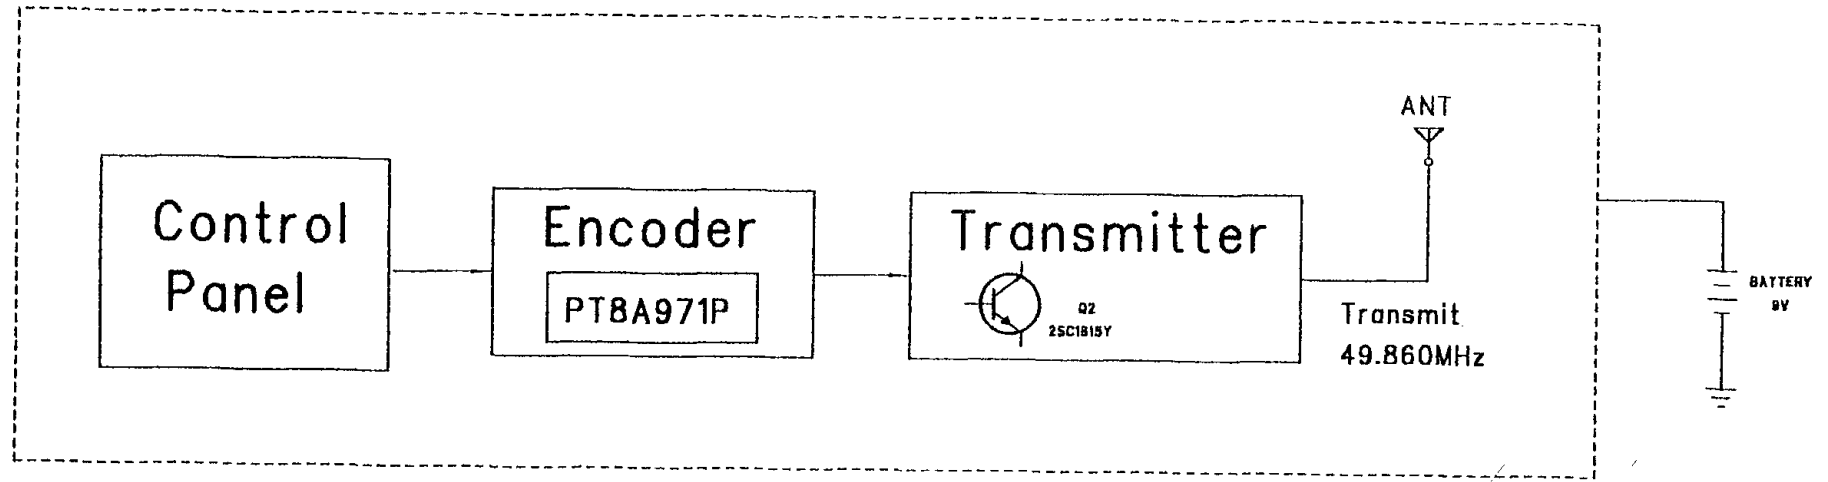 ANT
Control
Panel
Encoder
PT8A971P
Transmitter
Q2
2SC1815Y
Transmit
49.860MHz
BATTERY
9V